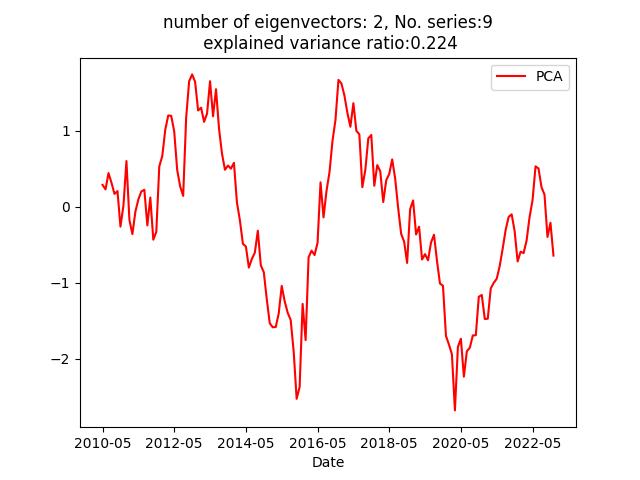 number of eigenvectors: 2, No. series:9
explained variance ratio:0.224
PCA
1
0
−1
−2
2010-05 2012-05 2014-05 2016-05 2018-05 2020-05 2022-05
Date